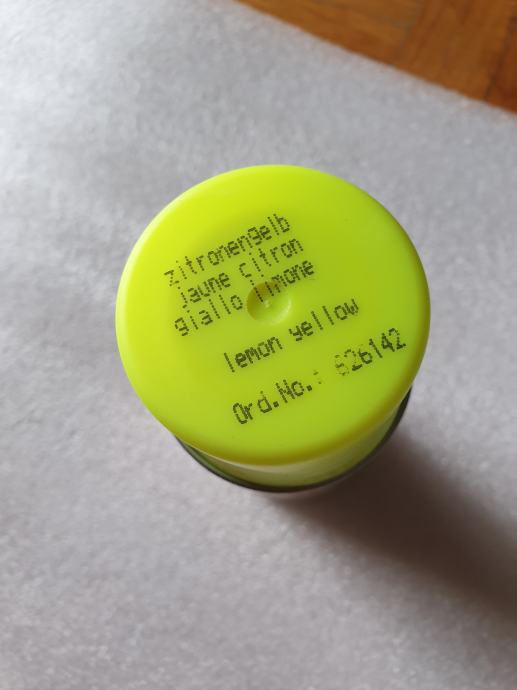 Zitronengelb
jaune citron
giallo limone
lemon yellow
Ord.No.: 626142